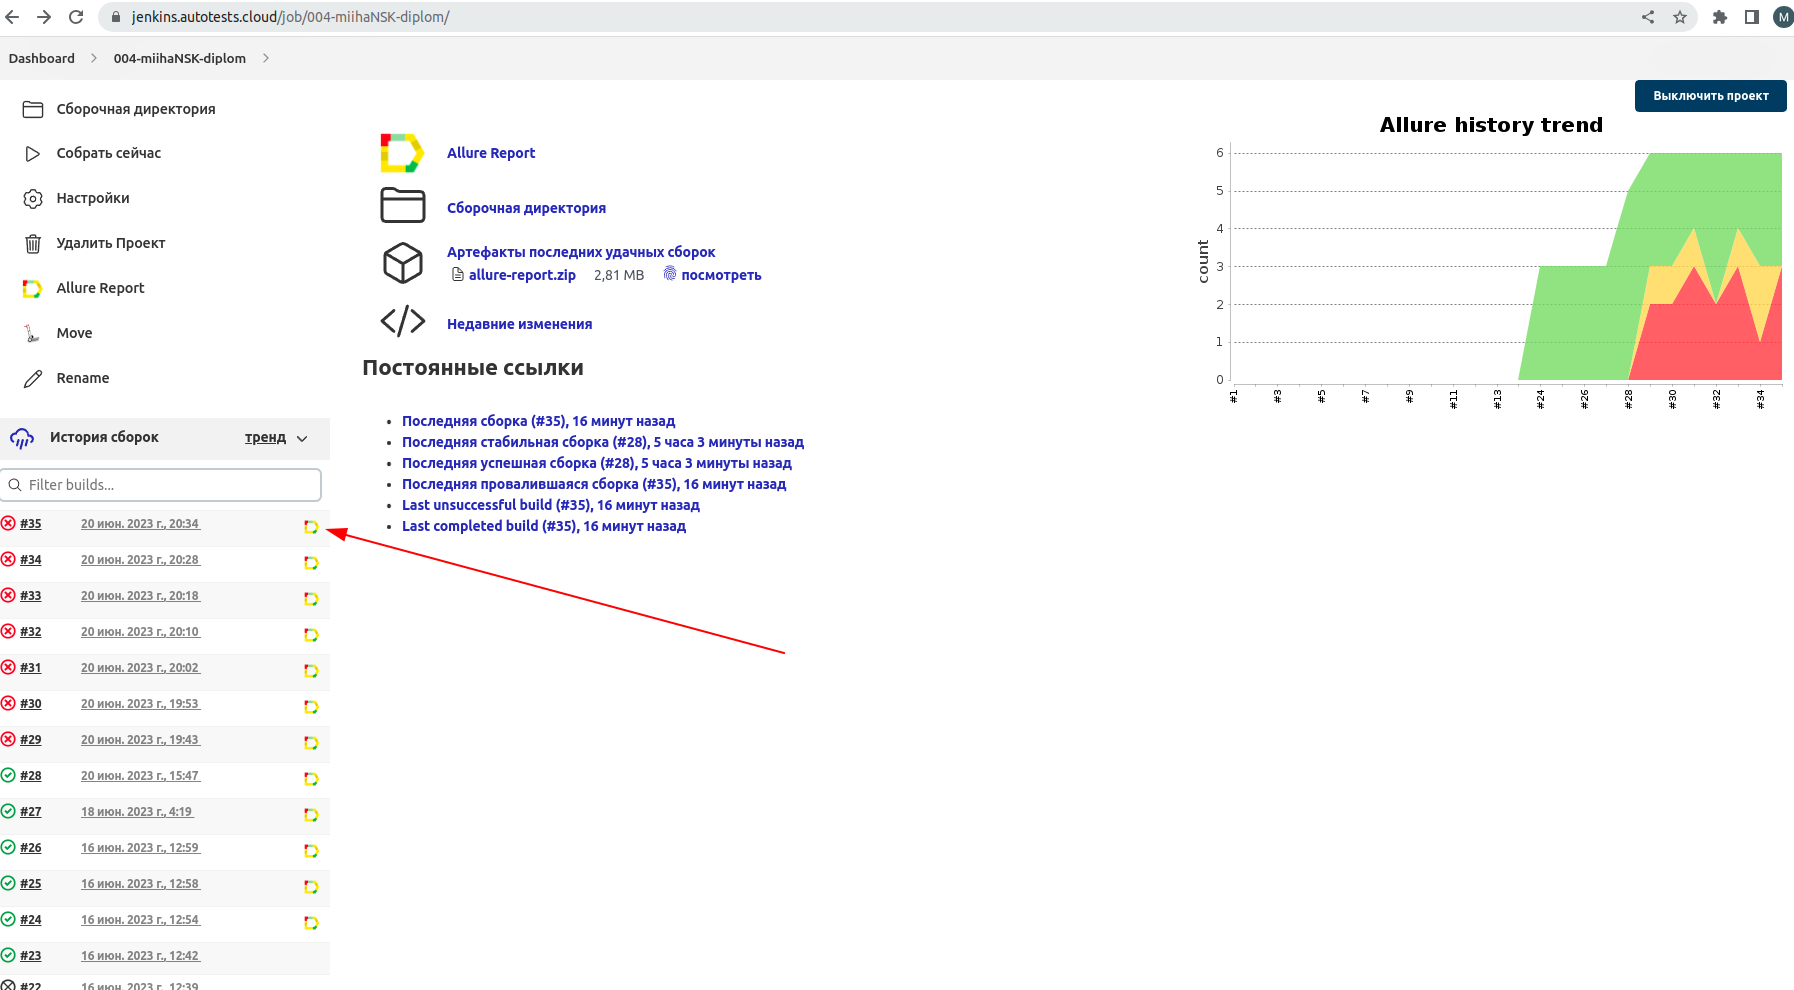 jenkins.autotests.cloud/job/004-miihaNSK-diplom/
M
Dashboard
004-miihaNSK-diplom
Сборочная директория
Собрать сейчас
Настройки
Удалить Проект
Allure Report
Move
Rename
История сборок
тренд
Filter builds...
#35 20 июн. 2023 г., 20:34
#34 20 июн. 2023 г., 20:28
#33 20 июн. 2023 г., 20:18
#32 20 июн. 2023 г., 20:10
#31 20 июн. 2023 г., 20:02
#30 20 июн. 2023 г., 19:53
#29 20 июн. 2023 г., 19:43
#28 20 июн. 2023 г., 15:47
#27 18 июн. 2023 г., 4:19
#26 16 июн. 2023 г., 12:59
#25 16 июн. 2023 г., 12:58
#24 16 июн. 2023 г., 12:54
#23 16 июн. 2023 г., 12:42
#22 16 июн. 2023 г., 12:39
Allure Report
Сборочная директория
Артефакты последних удачных сборок
allure-report.zip 2,81 MB посмотреть
Недавние изменения
Постоянные ссылки
Последняя сборка (#35), 16 минут назад
Последняя стабильная сборка (#28), 5 часа 3 минуты назад
Последняя успешная сборка (#28), 5 часа 3 минуты назад
Последняя провалившаяся сборка (#35), 16 минут назад
Last unsuccessful build (#35), 16 минут назад
Last completed build (#35), 16 минут назад
Выключить проект
Allure history trend
count
6
5
4
3
2
1
0
#1 #3 #5 #7 #9 #11 #13 #24 #26 #28 #30 #32 #34